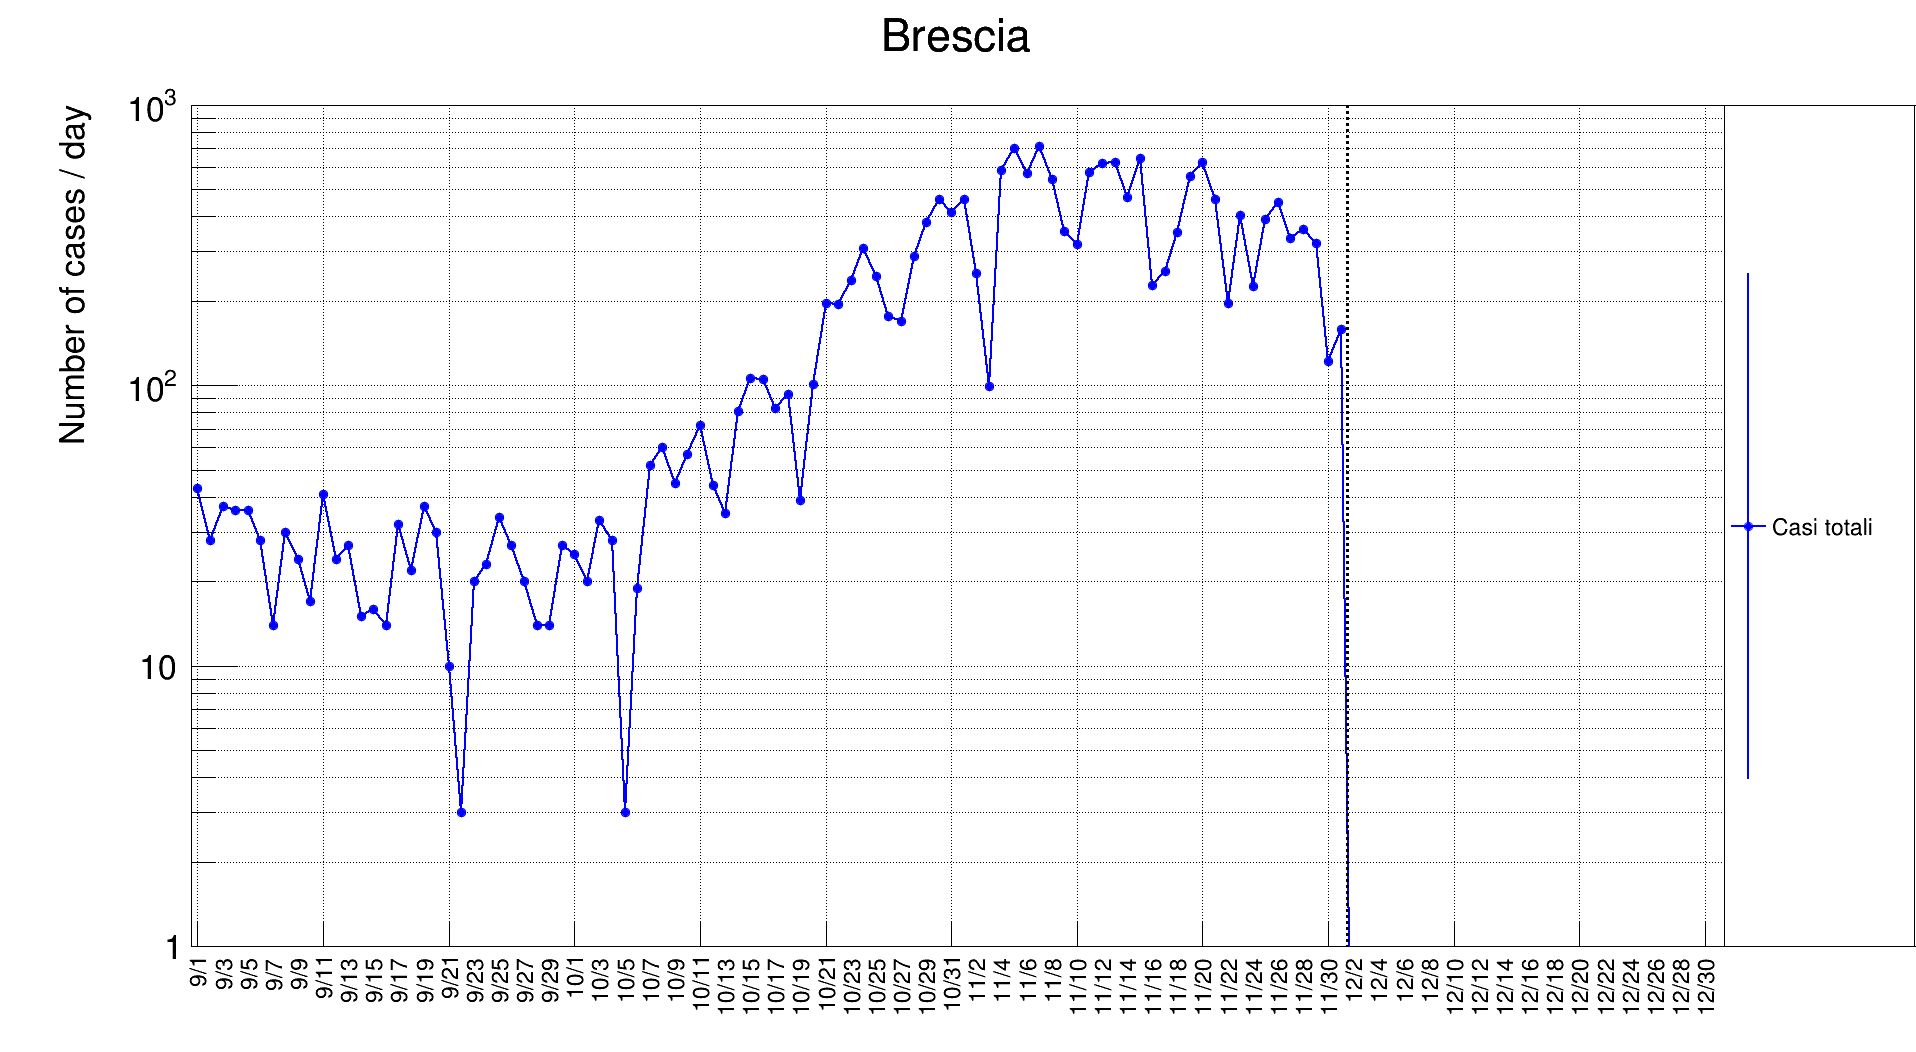 Brescia
Number of cases / day
10³
10²
10
1
9/1 9/3 9/5 9/7 9/9 9/11 9/13 9/15 9/17 9/19 9/21 9/23 9/25 9/27 9/29 10/1 10/3 10/5 10/7 10/9 10/11 10/13 10/15 10/17 10/19 10/21 10/23 10/25 10/27 10/29 10/31 11/2 11/4 11/6 11/8 11/10 11/12 11/14 11/16 11/18 11/20 11/22 11/24 11/26 11/28 11/30 12/2 12/4 12/6 12/8 12/10 12/12 12/14 12/16 12/18 12/20 12/22 12/24 12/26 12/28 12/30
Casi totali